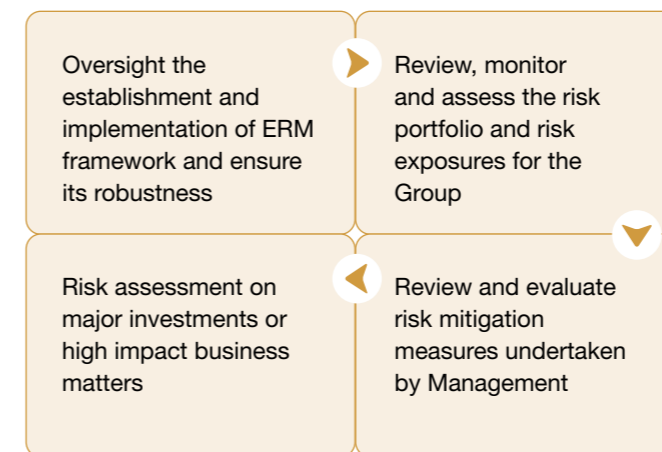 Oversight the
establishment and
implementation of ERM
framework and ensure
its robustness
Review, monitor
and assess the risk
portfolio and risk
exposures for the
Group
Review and evaluate
risk mitigation
measures undertaken
by Management
Risk assessment on
major investments or
high impact business
matters